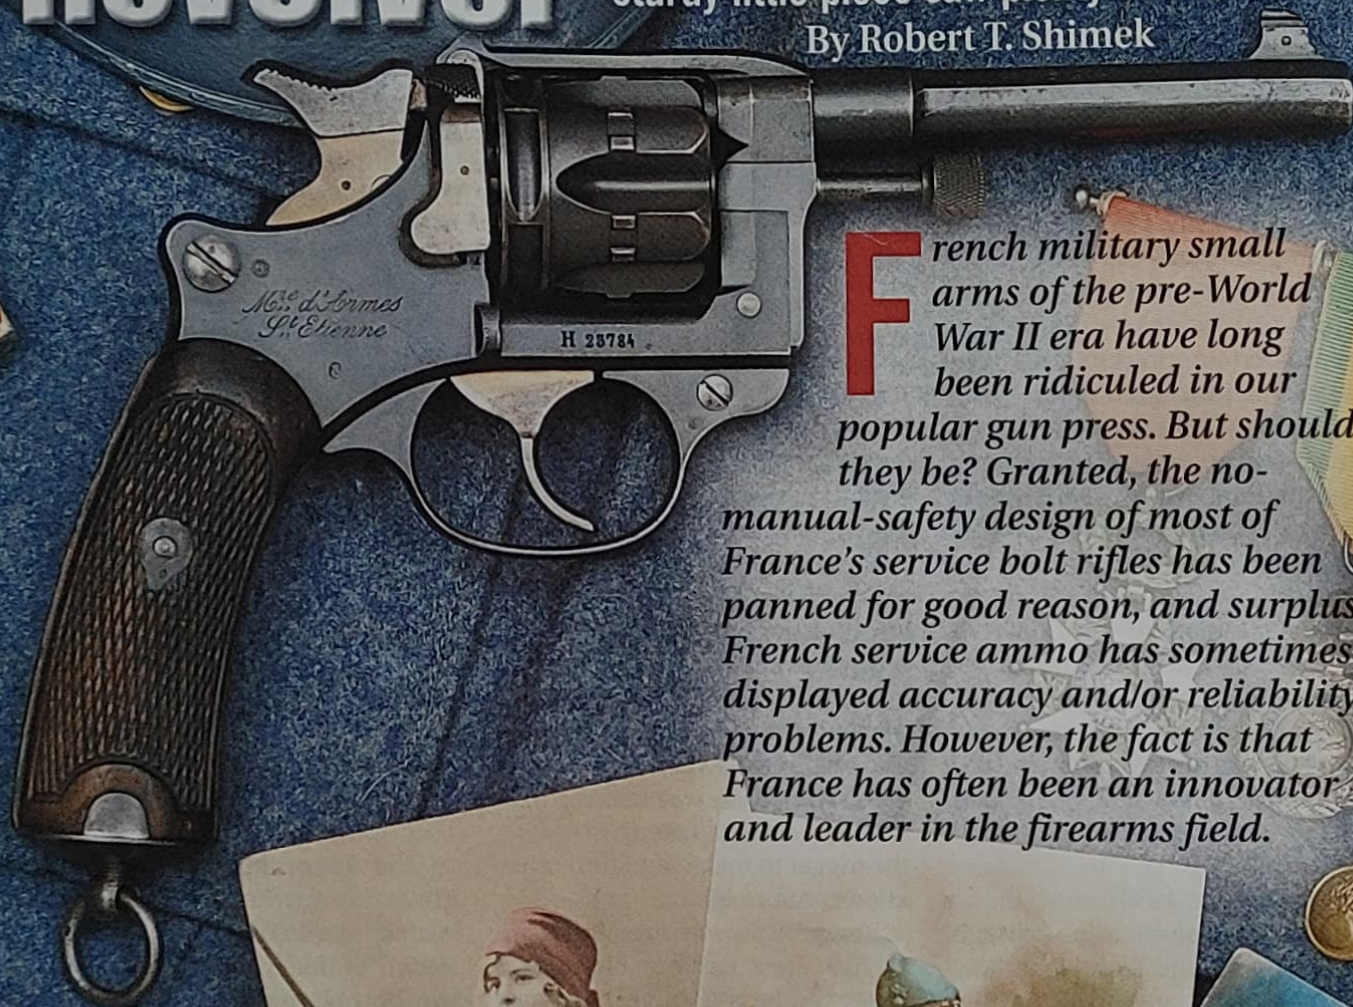 Revolver
By Robert T. Shimek
Mre d'Armes
St Etienne
H 25784
French military small
arms of the pre-World
War II era have long
been ridiculed in our
popular gun press. But should
they be? Granted, the no-
manual-safety design of most of
France's service bolt rifles has been
panned for good reason, and surplus
French service ammo has sometimes
displayed accuracy and/or reliability
problems. However, the fact is that
France has often been an innovator
and leader in the firearms field.